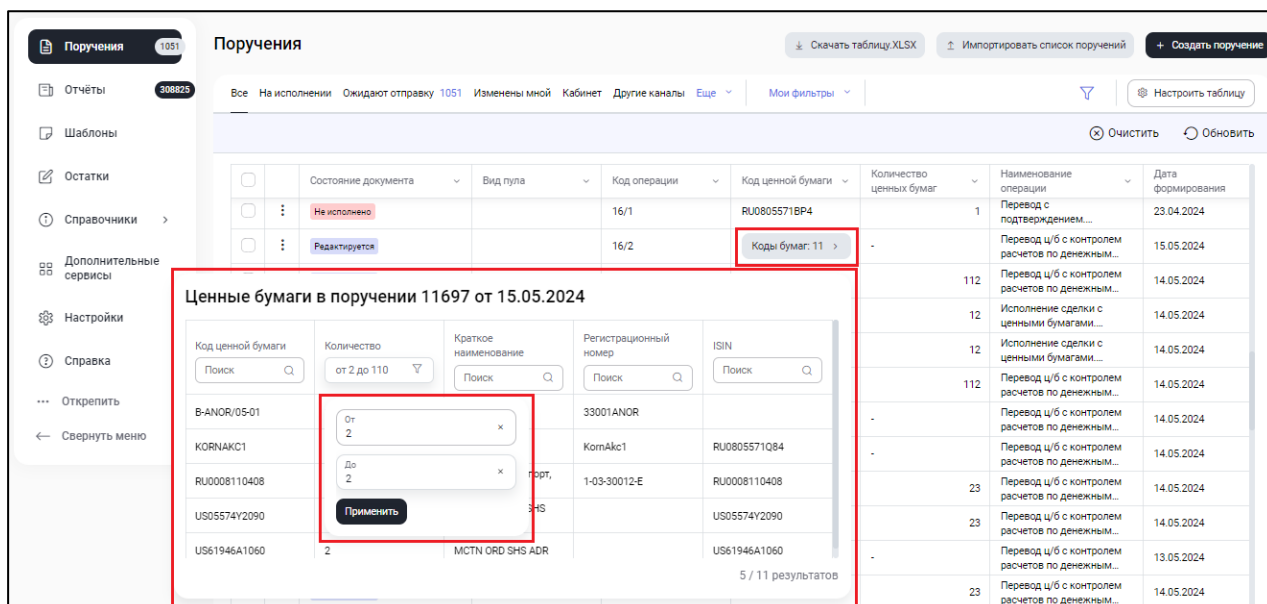 Поручения 1051
Отчёты 308825
Шаблоны
Остатки
Справочники
Дополнительные
сервисы
Настройки
Справка
Открепить
Свернуть меню
Поручения
Скачать таблицу.XLSX
Импортировать список поручений
+ Создать поручение
Все На исполнении Ожидают отправку 1051 Изменены мной Кабинет Другие каналы Еще Мои фильтры
Настроить таблицу
Очистить Обновить
Состояние документа Вид пула Код операции Код ценной бумаги Количество ценных бумаг Наименование операции Дата формирования
Не исполнено 16/1 RU0805571BP4 1 Перевод с
подтверждением.... 23.04.2024
Редактируется 16/2 Коды бумаг: 11 - Перевод ц/б с контролем
расчетов по денежным... 15.05.2024
112 Перевод ц/б с контролем
расчетов по денежным... 14.05.2024
12 Исполнение сделки с
ценными бумагами.... 14.05.2024
12 Исполнение сделки с
ценными бумагами.... 14.05.2024
112 Перевод ц/б с контролем
расчетов по денежным... 14.05.2024
- Перевод ц/б с контролем
расчетов по денежным... 14.05.2024
- Перевод ц/б с контролем
расчетов по денежным... 14.05.2024
23 Перевод ц/б с контролем
расчетов по денежным... 14.05.2024
23 Перевод ц/б с контролем
расчетов по денежным... 14.05.2024
- Перевод ц/б с контролем
расчетов по денежным... 13.05.2024
23 Перевод ц/б с контролем
расчетов по денежным... 14.05.2024
Ценные бумаги в поручении 11697 от 15.05.2024
Код ценной бумаги Количество Краткое наименование Регистрационный номер ISIN
Поиск от 2 до 110 Поиск Поиск Поиск
B-ANOR/05-01 33001ANOR
KORNAKC1 KornAkc1 RU0805571Q84
RU0008110408 порт, 1-03-30012-E RU0008110408
US05574Y2090 SHS US05574Y2090
US61946A1060 2 MCTN ORD SHS ADR US61946A1060
От
2
До
2
Применить
5 / 11 результатов